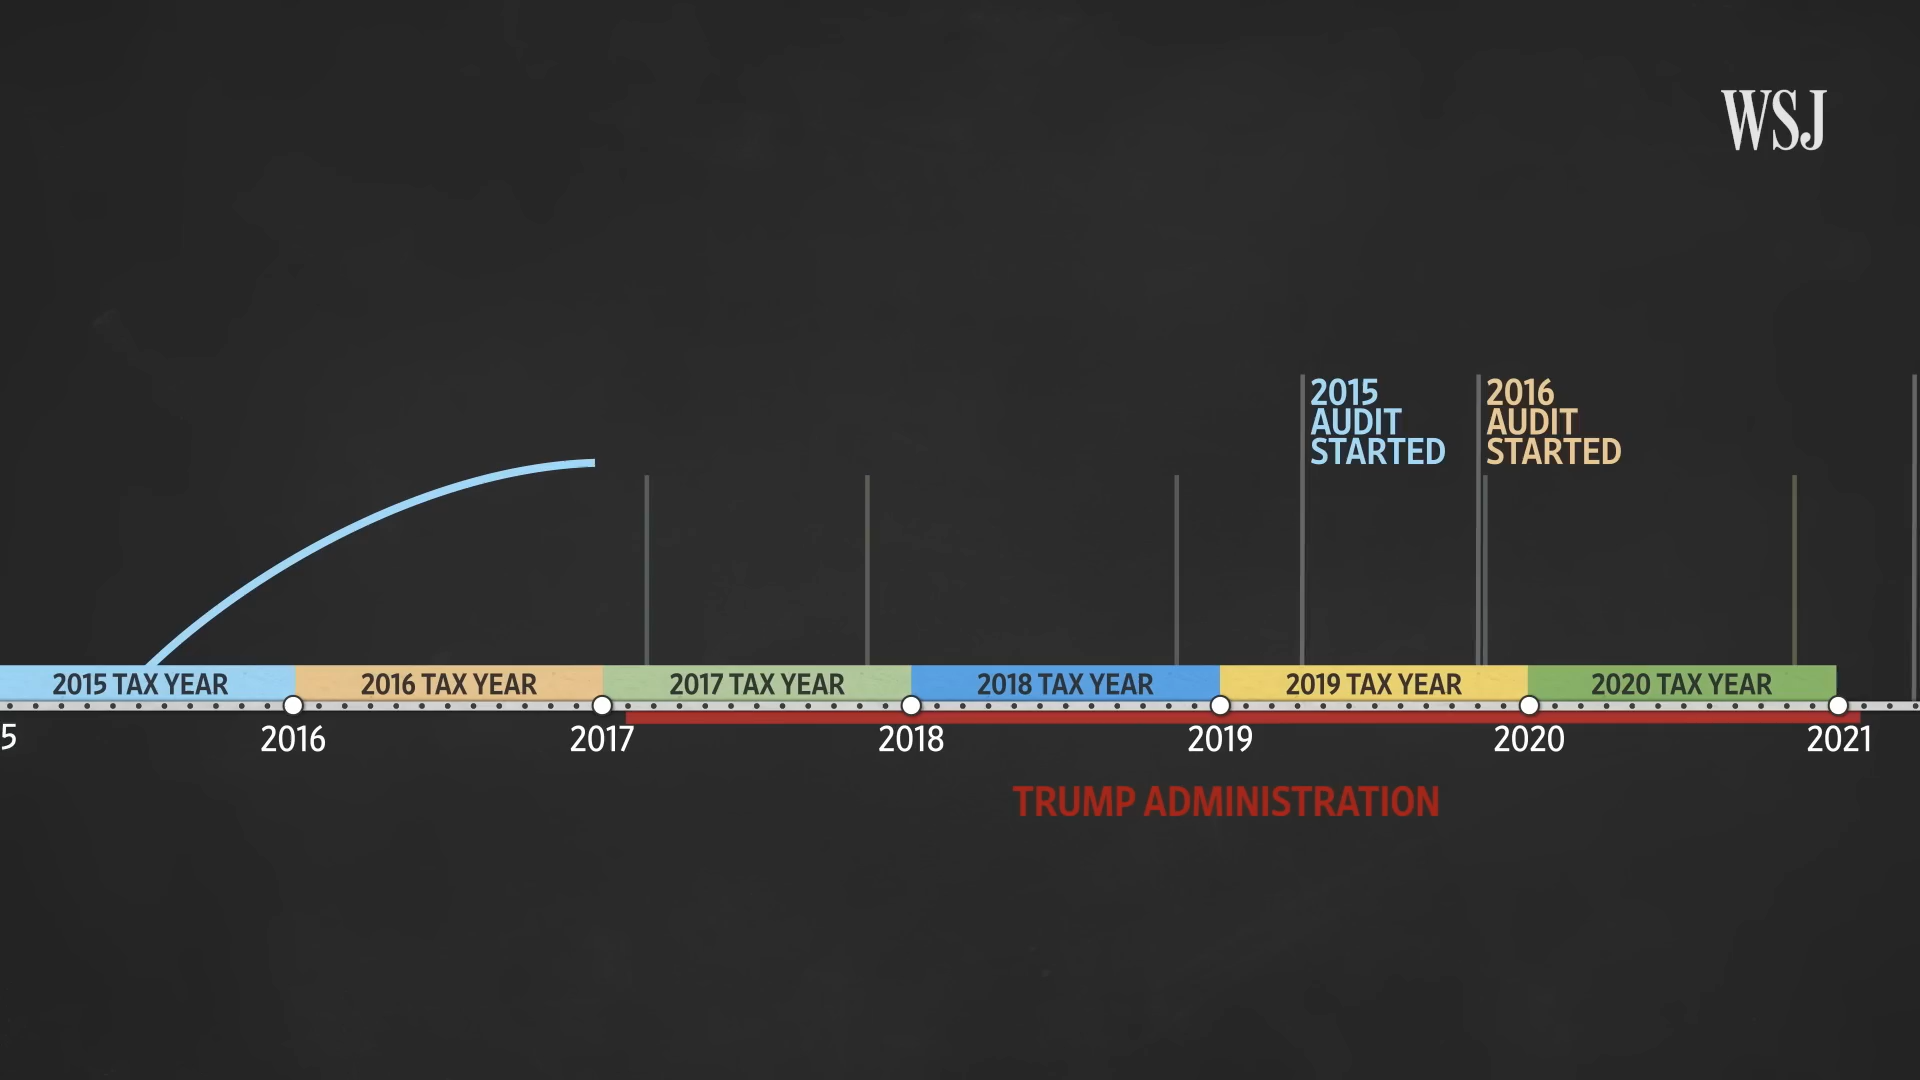 WSJ
2015
AUDIT
STARTED
2016
AUDIT
STARTED
2015 TAX YEAR
2016 TAX YEAR
2017 TAX YEAR
2018 TAX YEAR
2019 TAX YEAR
2020 TAX YEAR
5
2016
2017
2018
2019
2020
2021
TRUMP ADMINISTRATION